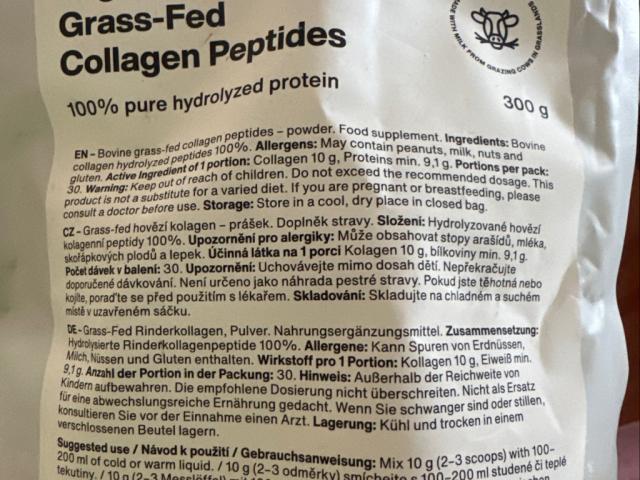 Grass-Fed
Collagen Peptides
100% pure hydrolyzed protein
MADE WITH MILK FROM GRAZING COWS IN GRASSLANDS
300 g
EN – Bovine grass-fed collagen peptides – powder. Food supplement. Ingredients: Bovine
collagen hydrolyzed peptides 100%. Allergens: May contain peanuts, milk, nuts and
gluten. Active Ingredient of 1 portion: Collagen 10 g, Proteins min. 9,1 g. Portions per pack:
30. Warning: Keep out of reach of children. Do not exceed the recommended dosage. This
product is not a substitute for a varied diet. If you are pregnant or breastfeeding, please
consult a doctor before use. Storage: Store in a cool, dry place in closed bag.
CZ – Grass-fed hovězí kolagen – prášek. Doplněk stravy. Složení: Hydrolyzované hovězí
kolagenní peptidy 100%. Upozornění pro alergiky: Může obsahovat stopy arašídů, mléka,
skořápkových plodů a lepek. Účinná látka na 1 porci Kolagen 10 g, bílkoviny min. 9,1 g.
Počet dávek v balení: 30. Upozornění: Uchovávejte mimo dosah dětí. Nepřekračujte
doporučené dávkování. Není určeno jako náhrada pestré stravy. Pokud jste těhotná nebo
kojíte, poraďte se před použitím s lékařem. Skladování: Skladujte na chladném a suchém
místě v uzavřeném sáčku.
DE – Grass-Fed Rinderkollagen, Pulver. Nahrungsergänzungsmittel. Zusammensetzung:
Hydrolysierte Rinderkollagenpeptide 100%. Allergene: Kann Spuren von Erdnüssen,
Milch, Nüssen und Gluten enthalten. Wirkstoff pro 1 Portion: Kollagen 10 g, Eiweiß min.
9,1 g. Anzahl der Portion in der Packung: 30. Hinweis: Außerhalb der Reichweite von
Kindern aufbewahren. Die empfohlene Dosierung nicht überschreiten. Nicht als Ersatz
für eine abwechslungsreiche Ernährung gedacht. Wenn Sie schwanger sind oder stillen,
konsultieren Sie vor der Einnahme einen Arzt. Lagerung: Kühl und trocken in einem
verschlossenen Beutel lagern.
Suggested use / Návod k použití / Gebrauchsanweisung: Mix 10 g (2–3 scoops) with 100-
200 ml of cold or warm liquid. / 10 g (2–3 odměrky) smíchejte s 100–200 ml studené či teplé
tekutiny. / 10 g (2–3 Messlöffel)